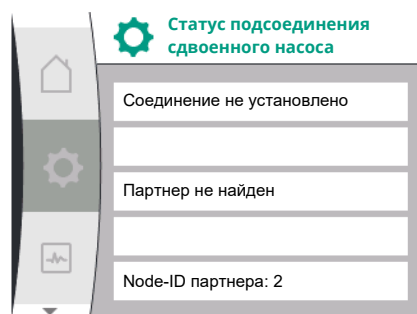 Статус подсоединения
сдвоенного насоса
Соединение не установлено
Партнер не найден
Node-ID партнера: 2